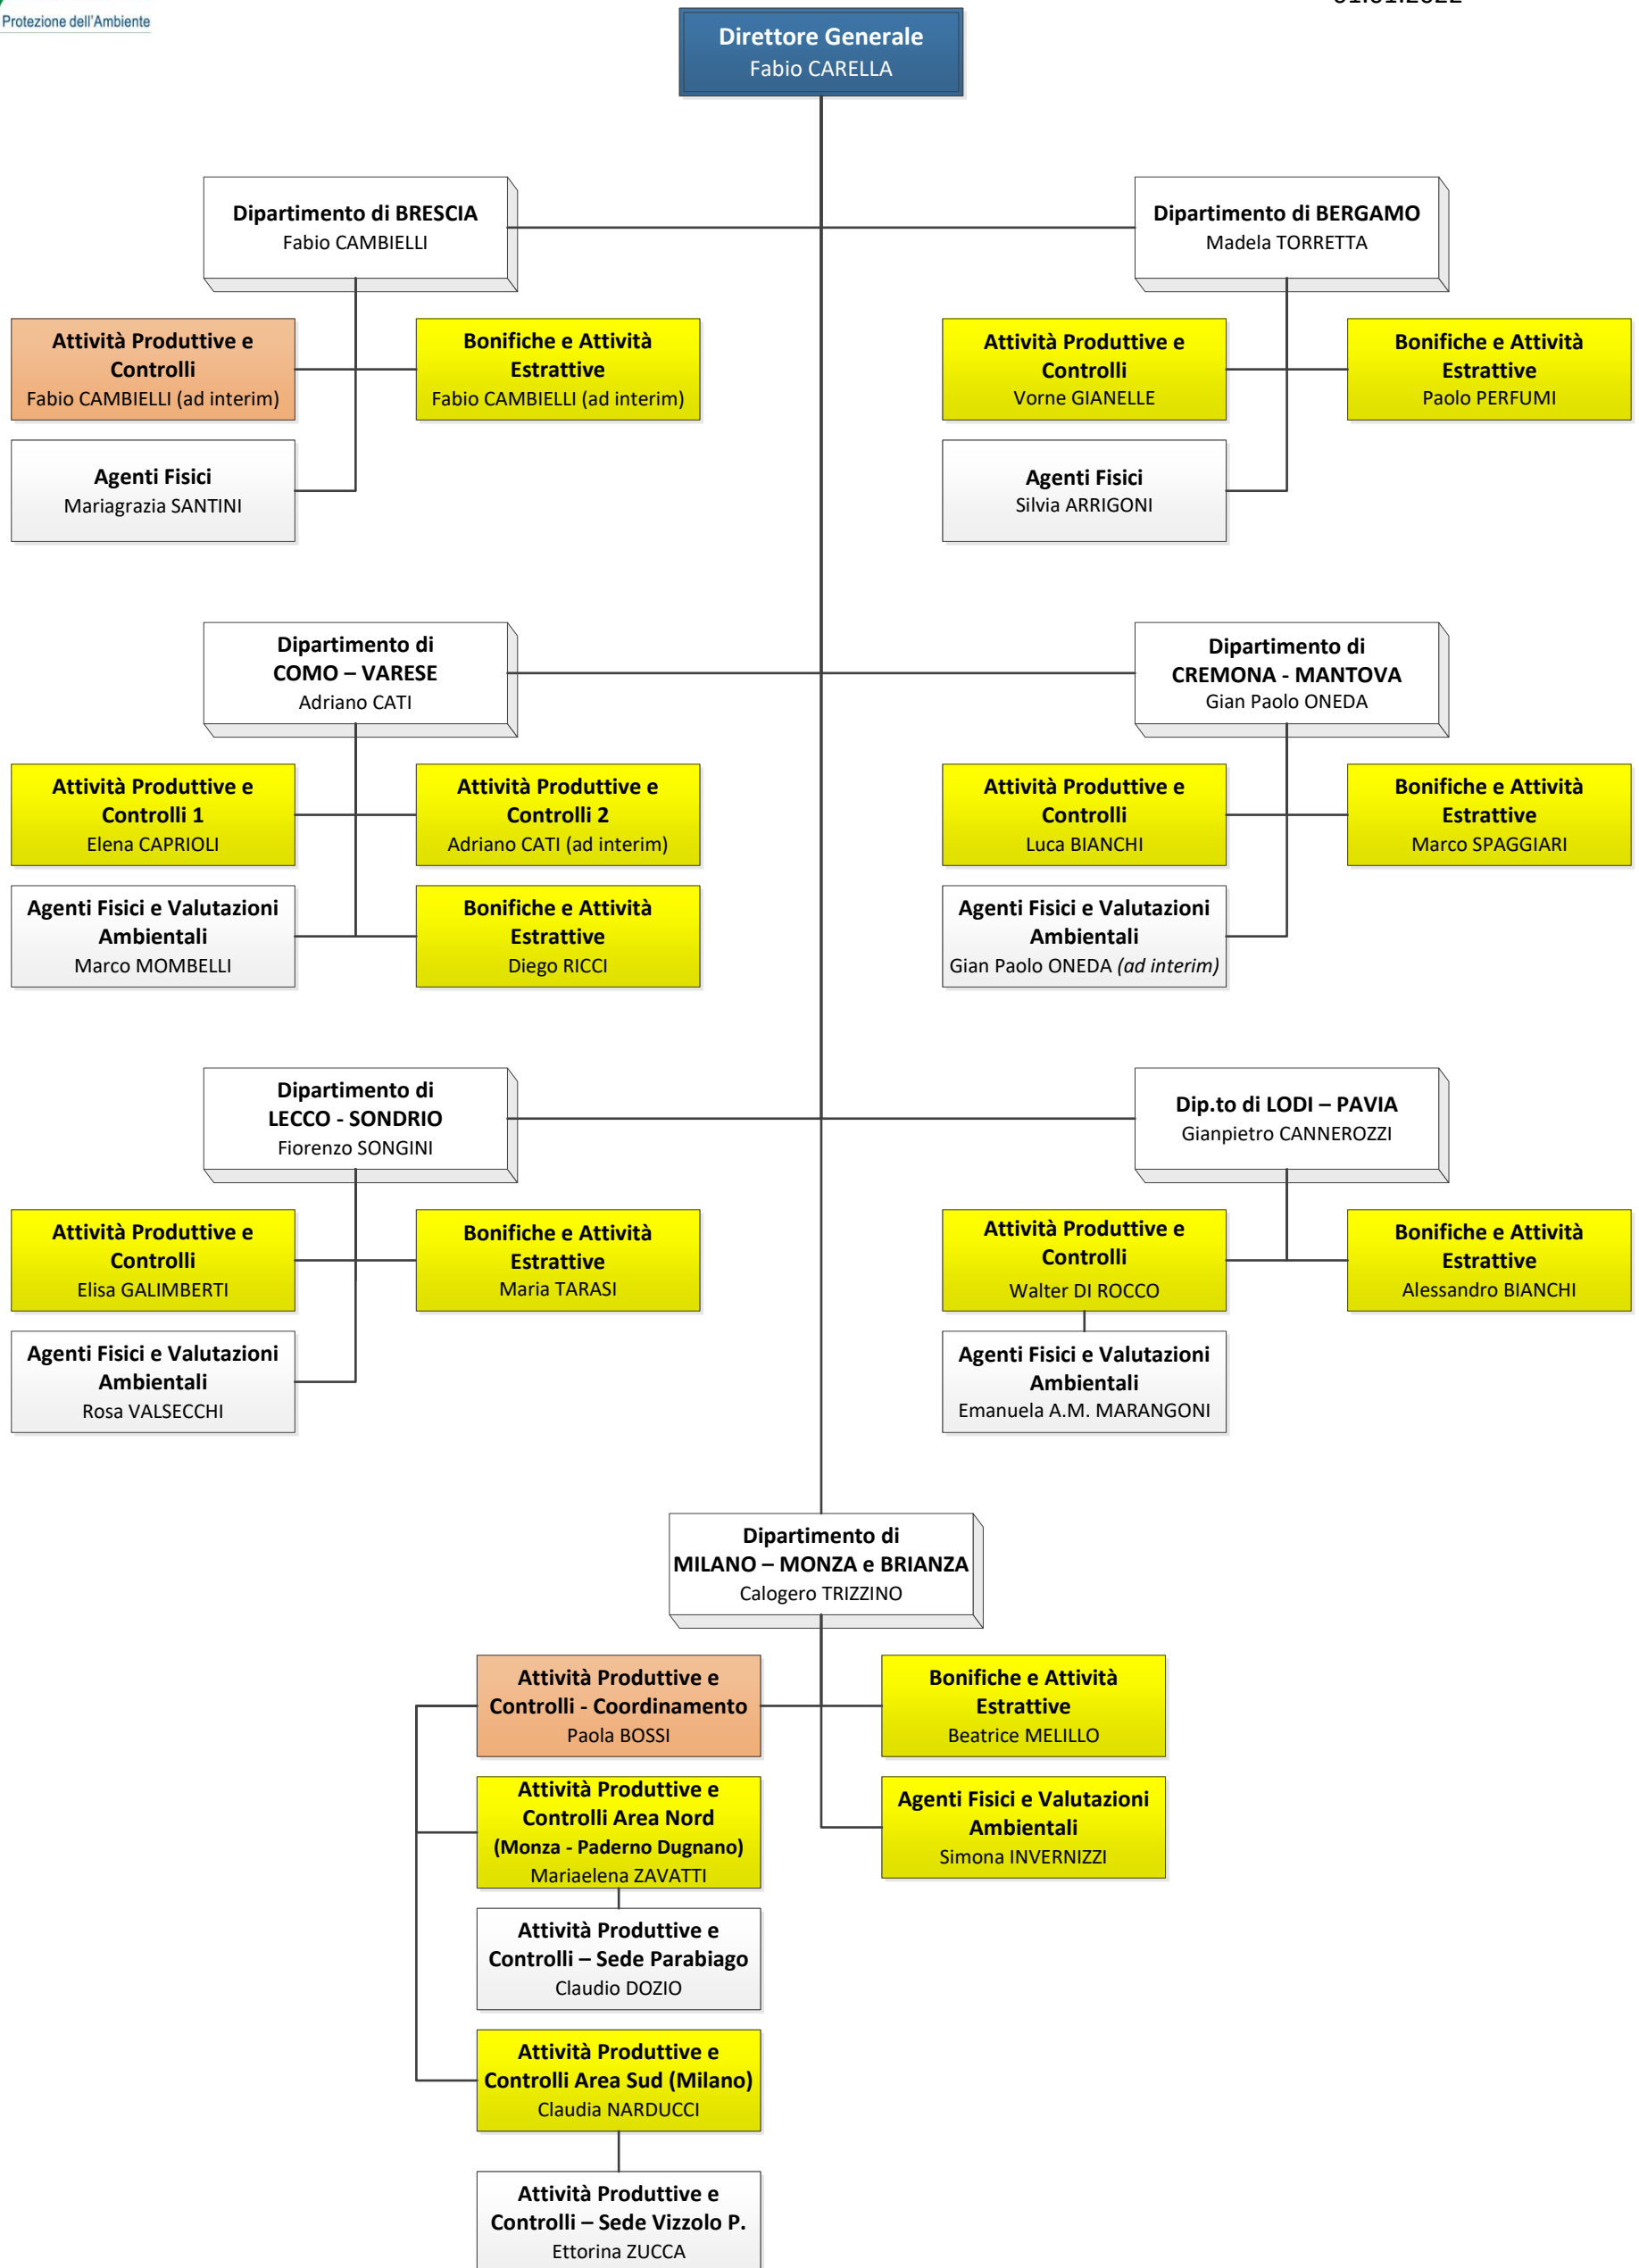 Protezione dell'Ambiente
Direttore Generale
Fabio CARELLA
Dipartimento di BRESCIA
Fabio CAMBIELLI
Dipartimento di BERGAMO
Madela TORRETTA
Attività Produttive e
Controlli
Fabio CAMBIELLI (ad interim)
Bonifiche e Attività
Estrattive
Fabio CAMBIELLI (ad interim)
Attività Produttive e
Controlli
Vorne GIANELLE
Bonifiche e Attività
Estrattive
Paolo PERFUMI
Agenti Fisici
Mariagrazia SANTINI
Agenti Fisici
Silvia ARRIGONI
Dipartimento di
COMO – VARESE
Adriano CATI
Dipartimento di
CREMONA - MANTOVA
Gian Paolo ONEDA
Attività Produttive e
Controlli 1
Elena CAPRIOLI
Attività Produttive e
Controlli 2
Adriano CATI (ad interim)
Attività Produttive e
Controlli
Luca BIANCHI
Bonifiche e Attività
Estrattive
Marco SPAGGIARI
Agenti Fisici e Valutazioni
Ambientali
Marco MOMBELLI
Bonifiche e Attività
Estrattive
Diego RICCI
Agenti Fisici e Valutazioni
Ambientali
Gian Paolo ONEDA (ad interim)
Dipartimento di
LECCO - SONDRIO
Fiorenzo SONGINI
Dip.to di LODI – PAVIA
Gianpietro CANNEROZZI
Attività Produttive e
Controlli
Elisa GALIMBERTI
Bonifiche e Attività
Estrattive
Maria TARASI
Attività Produttive e
Controlli
Walter DI ROCCO
Bonifiche e Attività
Estrattive
Alessandro BIANCHI
Agenti Fisici e Valutazioni
Ambientali
Rosa VALSECCHI
Agenti Fisici e Valutazioni
Ambientali
Emanuela A.M. MARANGONI
Dipartimento di
MILANO – MONZA e BRIANZA
Calogero TRIZZINO
Attività Produttive e
Controlli - Coordinamento
Paola BOSSI
Bonifiche e Attività
Estrattive
Beatrice MELILLO
Attività Produttive e
Controlli Area Nord
(Monza - Paderno Dugnano)
Mariaelena ZAVATTI
Agenti Fisici e Valutazioni
Ambientali
Simona INVERNIZZI
Attività Produttive e
Controlli – Sede Parabiago
Claudio DOZIO
Attività Produttive e
Controlli Area Sud (Milano)
Claudia NARDUCCI
Attività Produttive e
Controlli – Sede Vizzolo P.
Ettorina ZUCCA